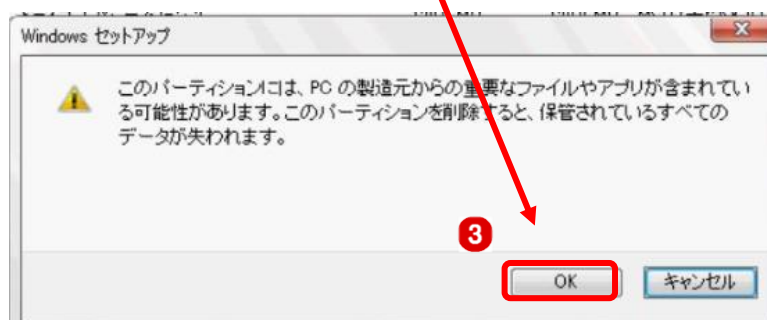 Windows セットアップ
このパーティションには、PC の製造元からの重要なファイルやアプリが含まれてい
る可能性があります。このパーティションを削除すると、保管されているすべての
データが失われます。
3
OK
キャンセル